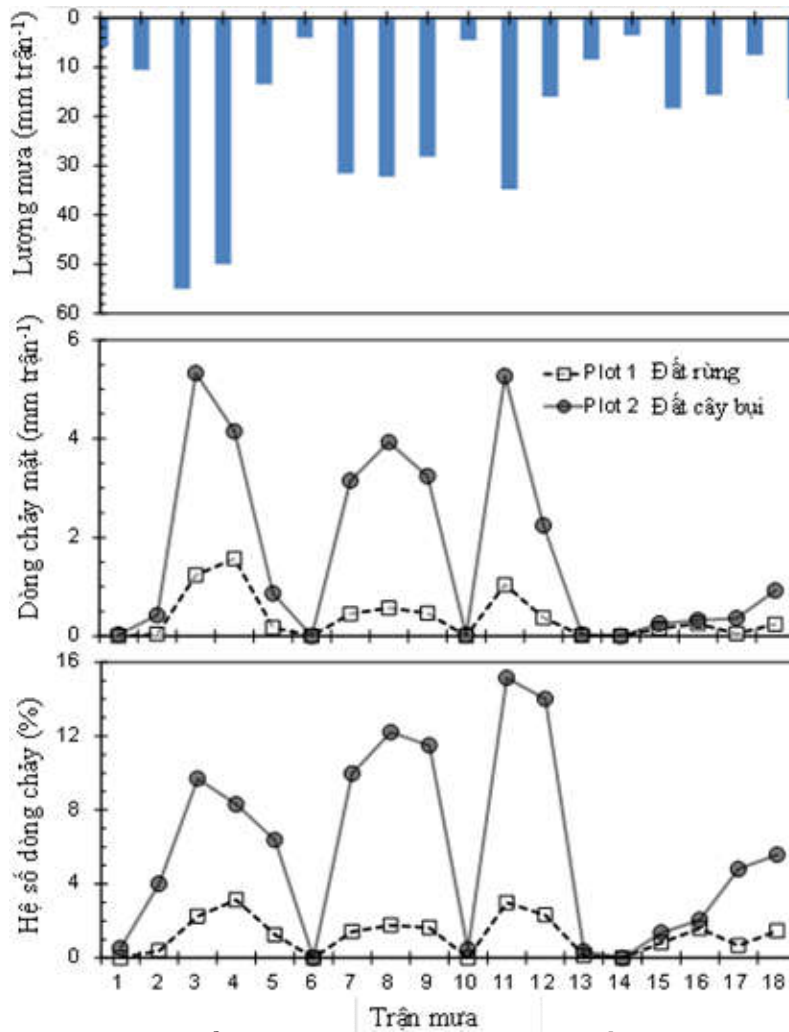 Lượng mưa (mm trận⁻¹)
0
10
20
30
40
50
60
Dòng chảy mặt (mm trận⁻¹)
6
4
2
0
Plot 1 Đất rừng
Plot 2 Đất cây bụi
Hệ số dòng chảy (%)
16
12
8
4
0
1 2 3 4 5 6 7 8 9 10 11 12 13 14 15 16 17 18
Trận mưa